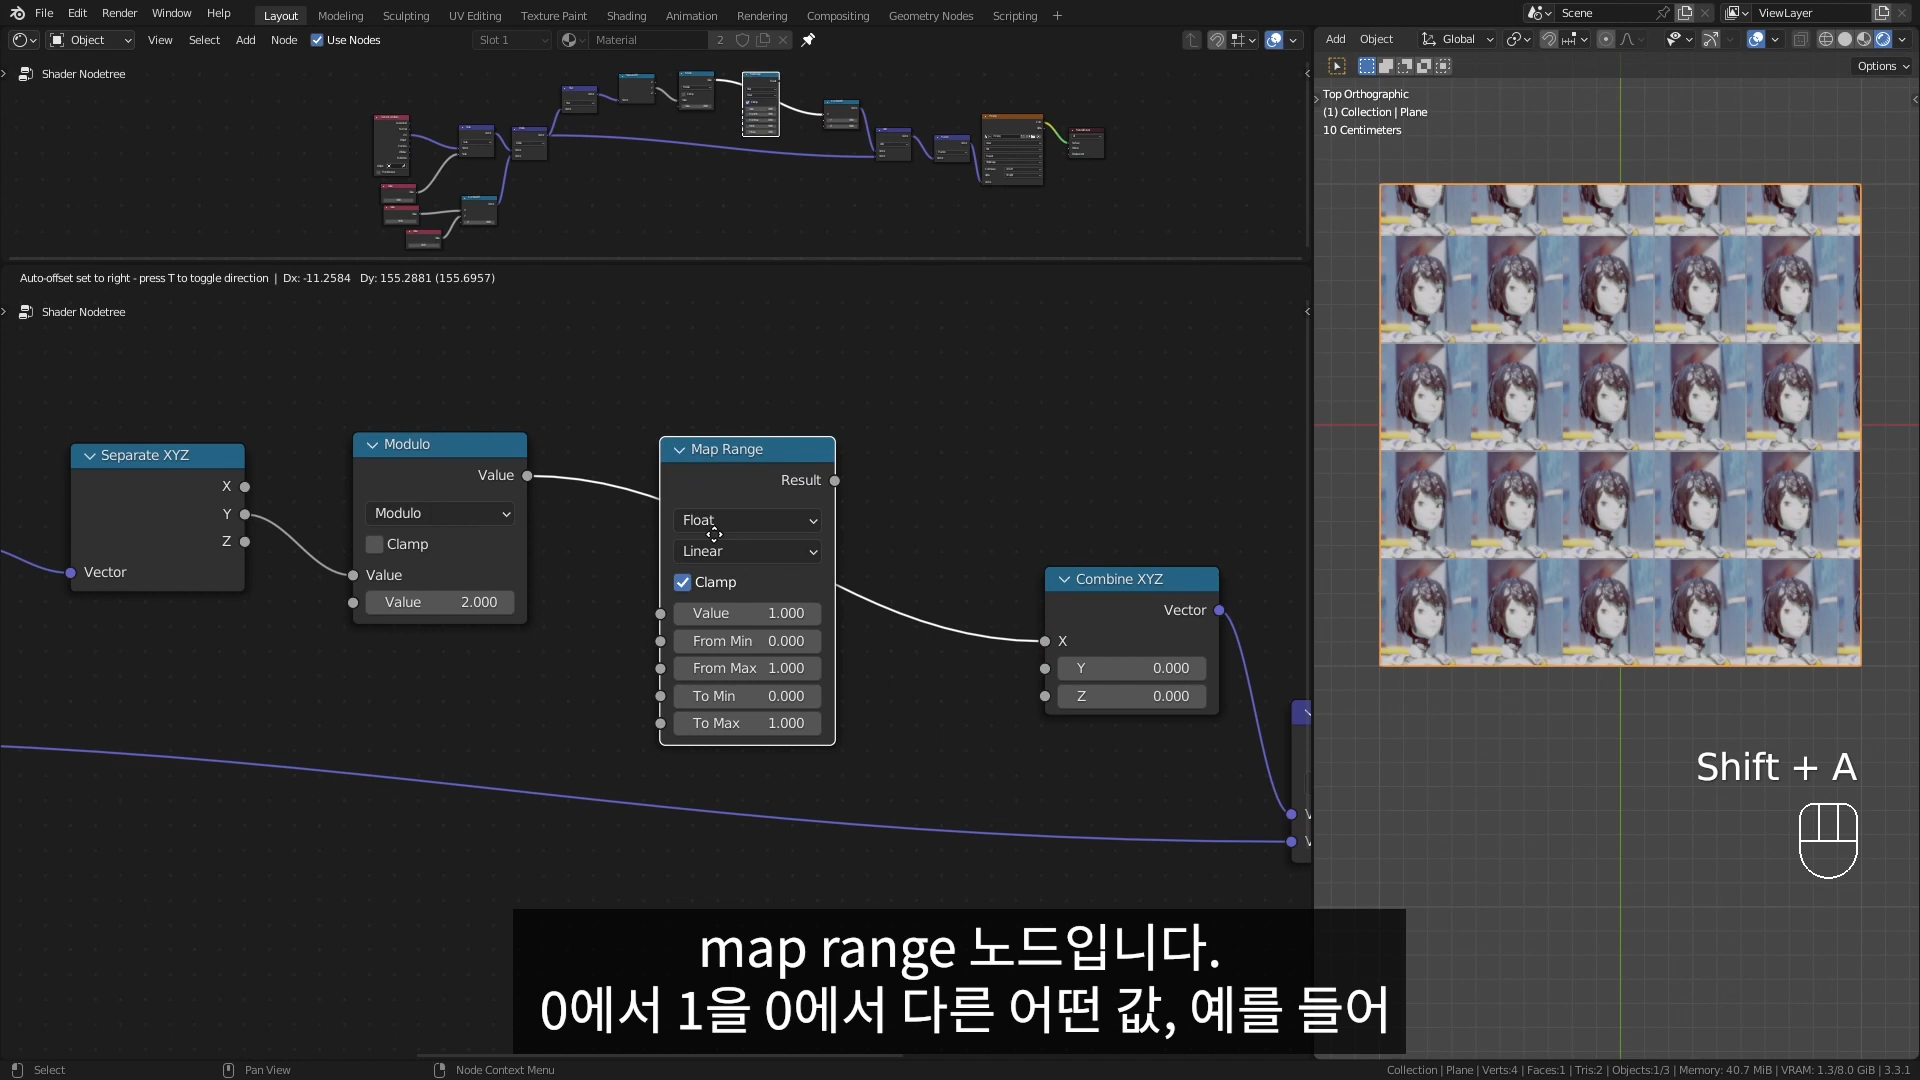 File Edit Render Window Help Layout Modeling Sculpting UV Editing Texture Paint Shading Animation Rendering Compositing Geometry Nodes Scripting + Scene ViewLayer
Object View Select Add Node Use Nodes Slot 1 Material 2 Add Object Global
Options
Shader Nodetree
Top Orthographic
(1) Collection | Plane
10 Centimeters
Auto-offset set to right - press T to toggle direction | Dx: -11.2584 Dy: 155.2881 (155.6957)
Shader Nodetree
Separate XYZ
X
Y
Z
Vector
Modulo
Value
Modulo
Clamp
Value
Value 2.000
Map Range
Result
Float
Linear
Clamp
Value 1.000
From Min 0.000
From Max 1.000
To Min 0.000
To Max 1.000
Combine XYZ
Vector
X
Y 0.000
Z 0.000
Shift + A
map range 노드입니다.
0에서 1을 0에서 다른 어떤 값, 예를 들어
Select Pan View Node Context Menu Collection | Plane | Verts:4 | Faces:1 | Tris:2 | Objects:1/3 | Memory: 40.7 MiB | VRAM: 1.3/8.0 GiB | 3.3.1